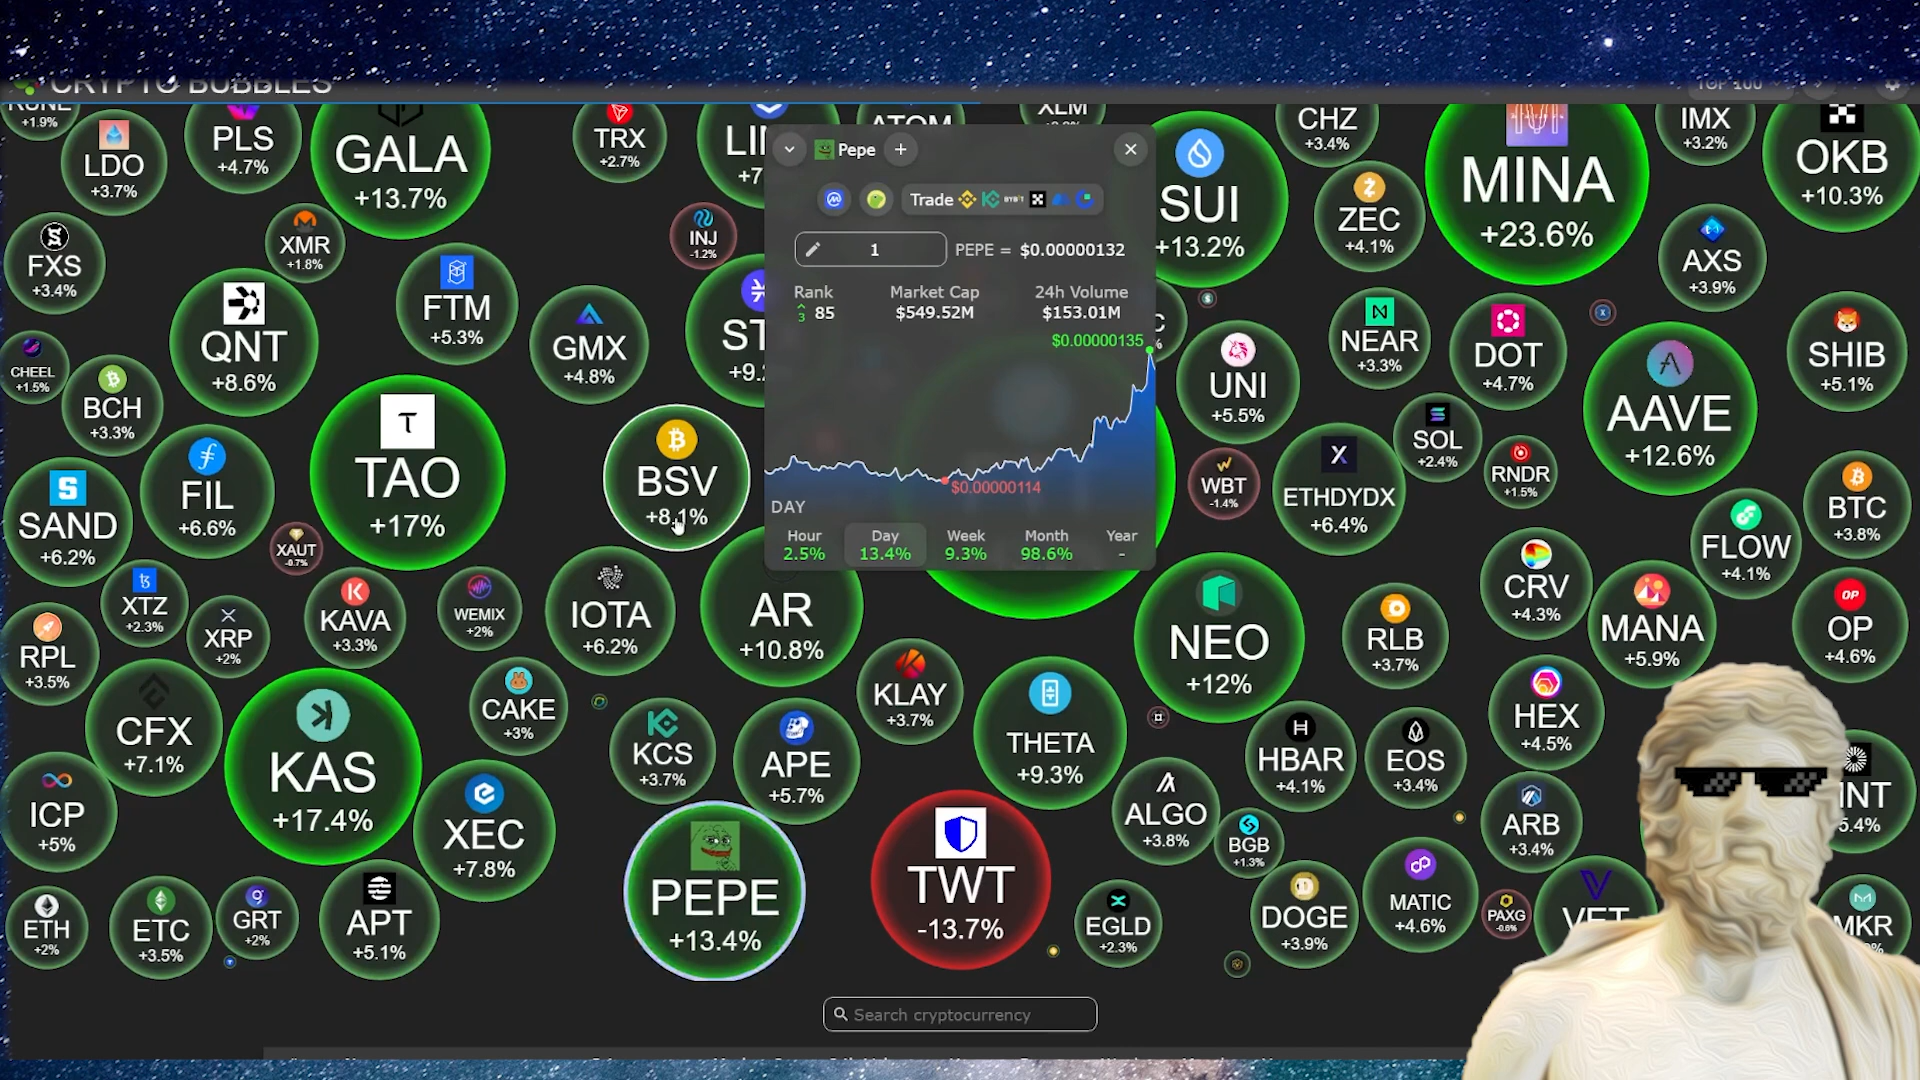 CRYPTO BUBBLES
TOP 100
RUNE
+1.9%
LDO
+3.7%
PLS
+4.7%
GALA
+13.7%
TRX
+2.7%
ATOM
XLM
CHZ
+3.4%
MINA
+23.6%
IMX
+3.2%
OKB
+10.3%
Pepe
+
Trade
BYBIT
1
PEPE =
$0.00000132
Rank
Market Cap
24h Volume
3
85
$549.52M
$153.01M
$0.00000135
$0.00000114
DAY
Hour
Day
Week
Month
Year
2.5%
13.4%
9.3%
98.6%
-
SUI
+13.2%
ZEC
+4.1%
AXS
+3.9%
FXS
+3.4%
XMR
+1.8%
INJ
-1.2%
FTM
+5.3%
QNT
+8.6%
GMX
+4.8%
CHEEL
+1.5%
BCH
+3.3%
UNI
+5.5%
NEAR
+3.3%
DOT
+4.7%
SHIB
+5.1%
AAVE
+12.6%
SOL
+2.4%
TAO
+17%
BSV
+8.1%
WBT
-1.4%
ETHDYDX
+6.4%
RNDR
+1.5%
BTC
+3.8%
SAND
+6.2%
FIL
+6.6%
XAUT
-0.7%
FLOW
+4.1%
XTZ
+2.3%
XRP
+2%
KAVA
+3.3%
WEMIX
+2%
IOTA
+6.2%
AR
+10.8%
NEO
+12%
RLB
+3.7%
CRV
+4.3%
MANA
+5.9%
OP
OP
+4.6%
RPL
+3.5%
CFX
+7.1%
KAS
+17.4%
CAKE
+3%
KCS
+3.7%
APE
+5.7%
KLAY
+3.7%
THETA
+9.3%
HBAR
+4.1%
EOS
+3.4%
HEX
+4.5%
ICP
+5%
XEC
+7.8%
ALGO
+3.8%
BGB
+1.3%
ARB
+3.4%
5.4%
PEPE
+13.4%
TWT
-13.7%
EGLD
+2.3%
DOGE
+3.9%
MATIC
+4.6%
PAXG
-0.6%
VET
MKR
ETH
+2%
ETC
+3.5%
GRT
+2%
APT
+5.1%
Search cryptocurrency